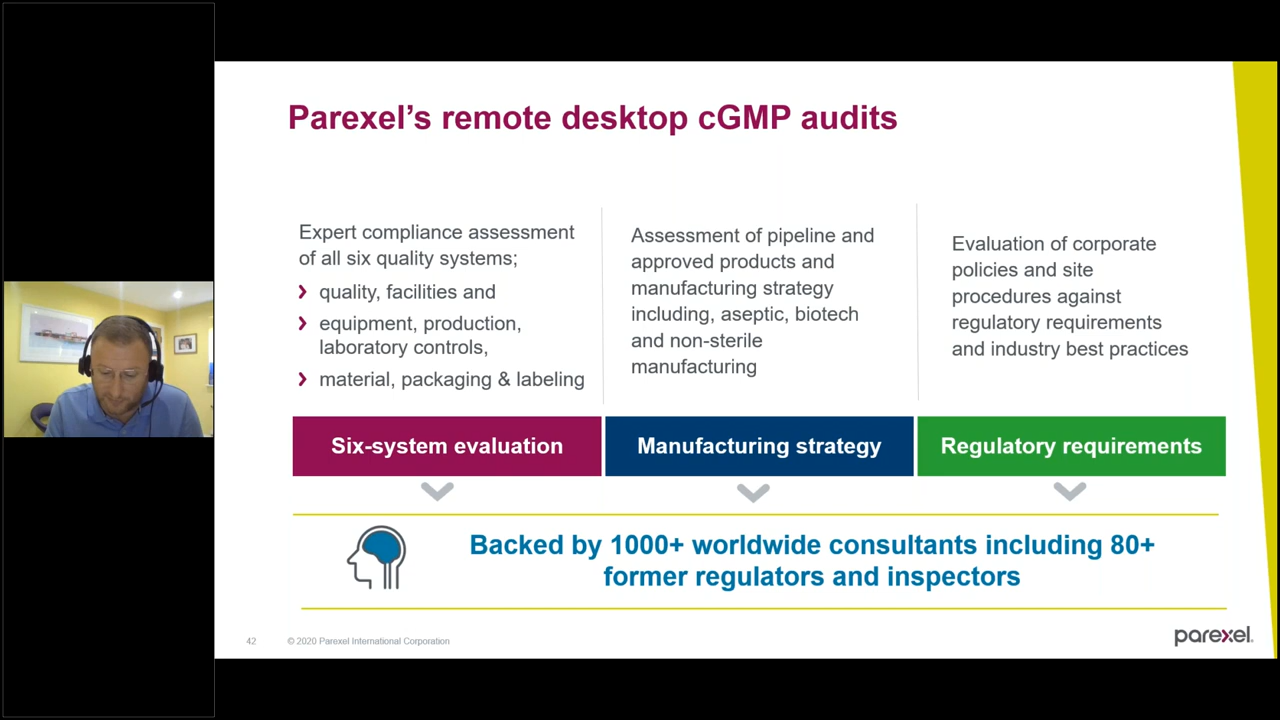 Parexel’s remote desktop cGMP audits
Expert compliance assessment
of all six quality systems;
quality, facilities and
equipment, production,
laboratory controls,
material, packaging & labeling
Assessment of pipeline and
approved products and
manufacturing strategy
including, aseptic, biotech
and non-sterile
manufacturing
Evaluation of corporate
policies and site
procedures against
regulatory requirements
and industry best practices
Six-system evaluation
Manufacturing strategy
Regulatory requirements
Backed by 1000+ worldwide consultants including 80+
former regulators and inspectors
42
© 2020 Parexel International Corporation
parexel.